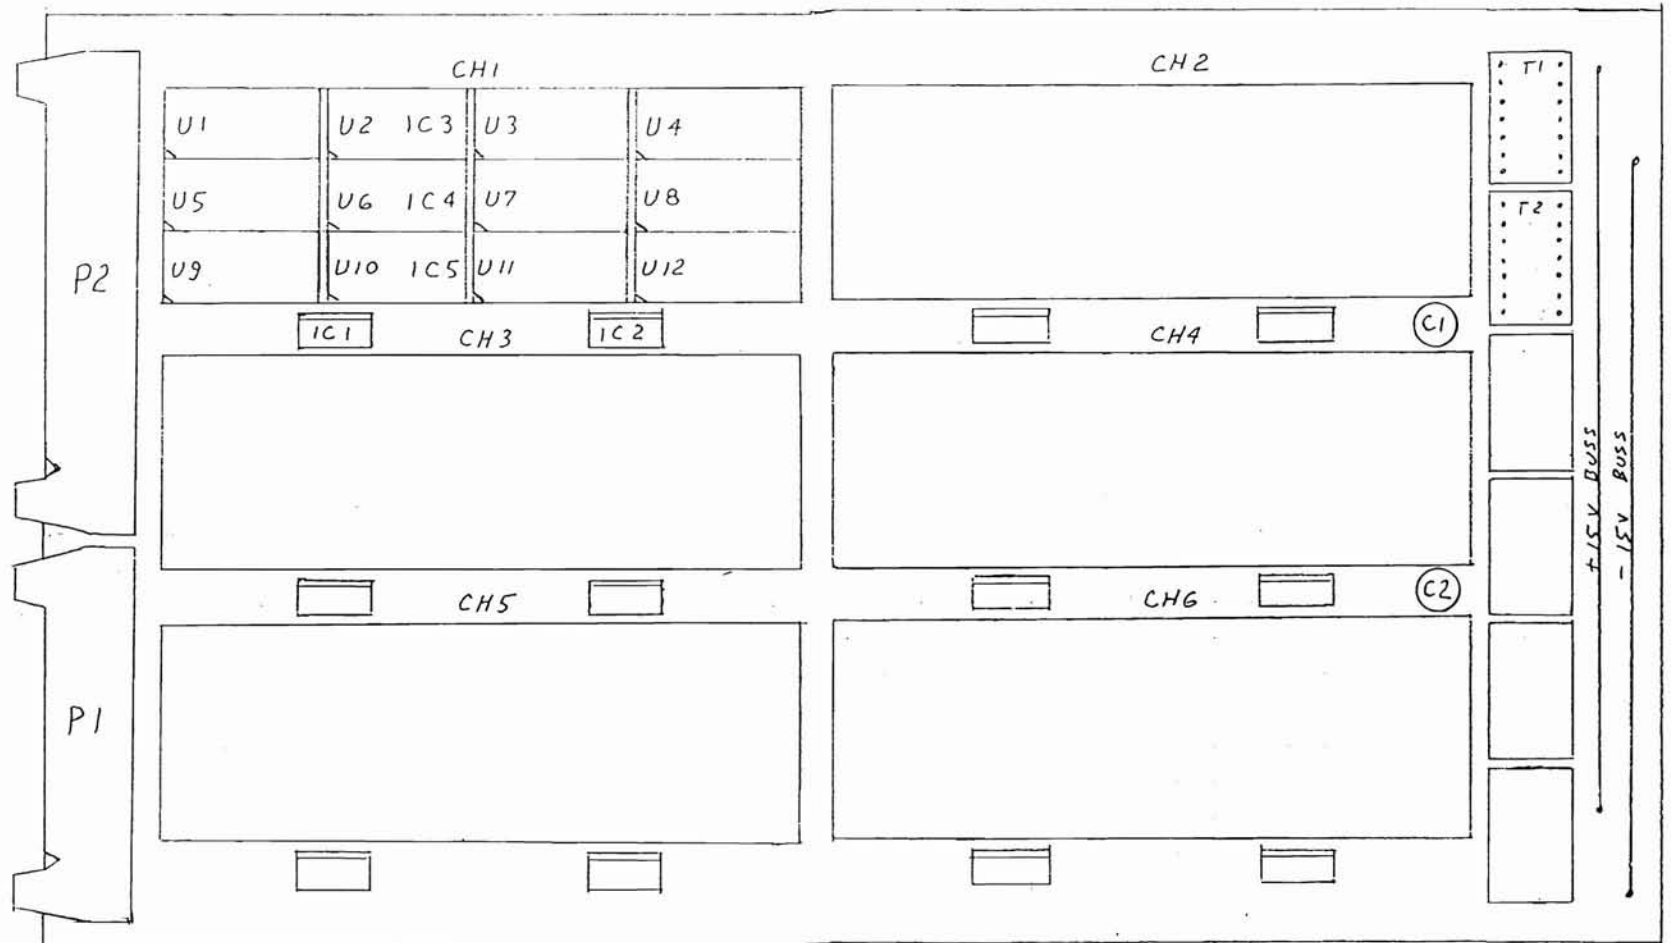 CH1
CH2
T1
U1 U2 IC3 U3 U4
U5 U6 IC4 U7 U8
T2
P2
U9 U10 IC5 U11 U12
IC1 CH3 IC2 CH4 C1
+15V BUSS
-15V BUSS
CH5 CH6 C2
P1